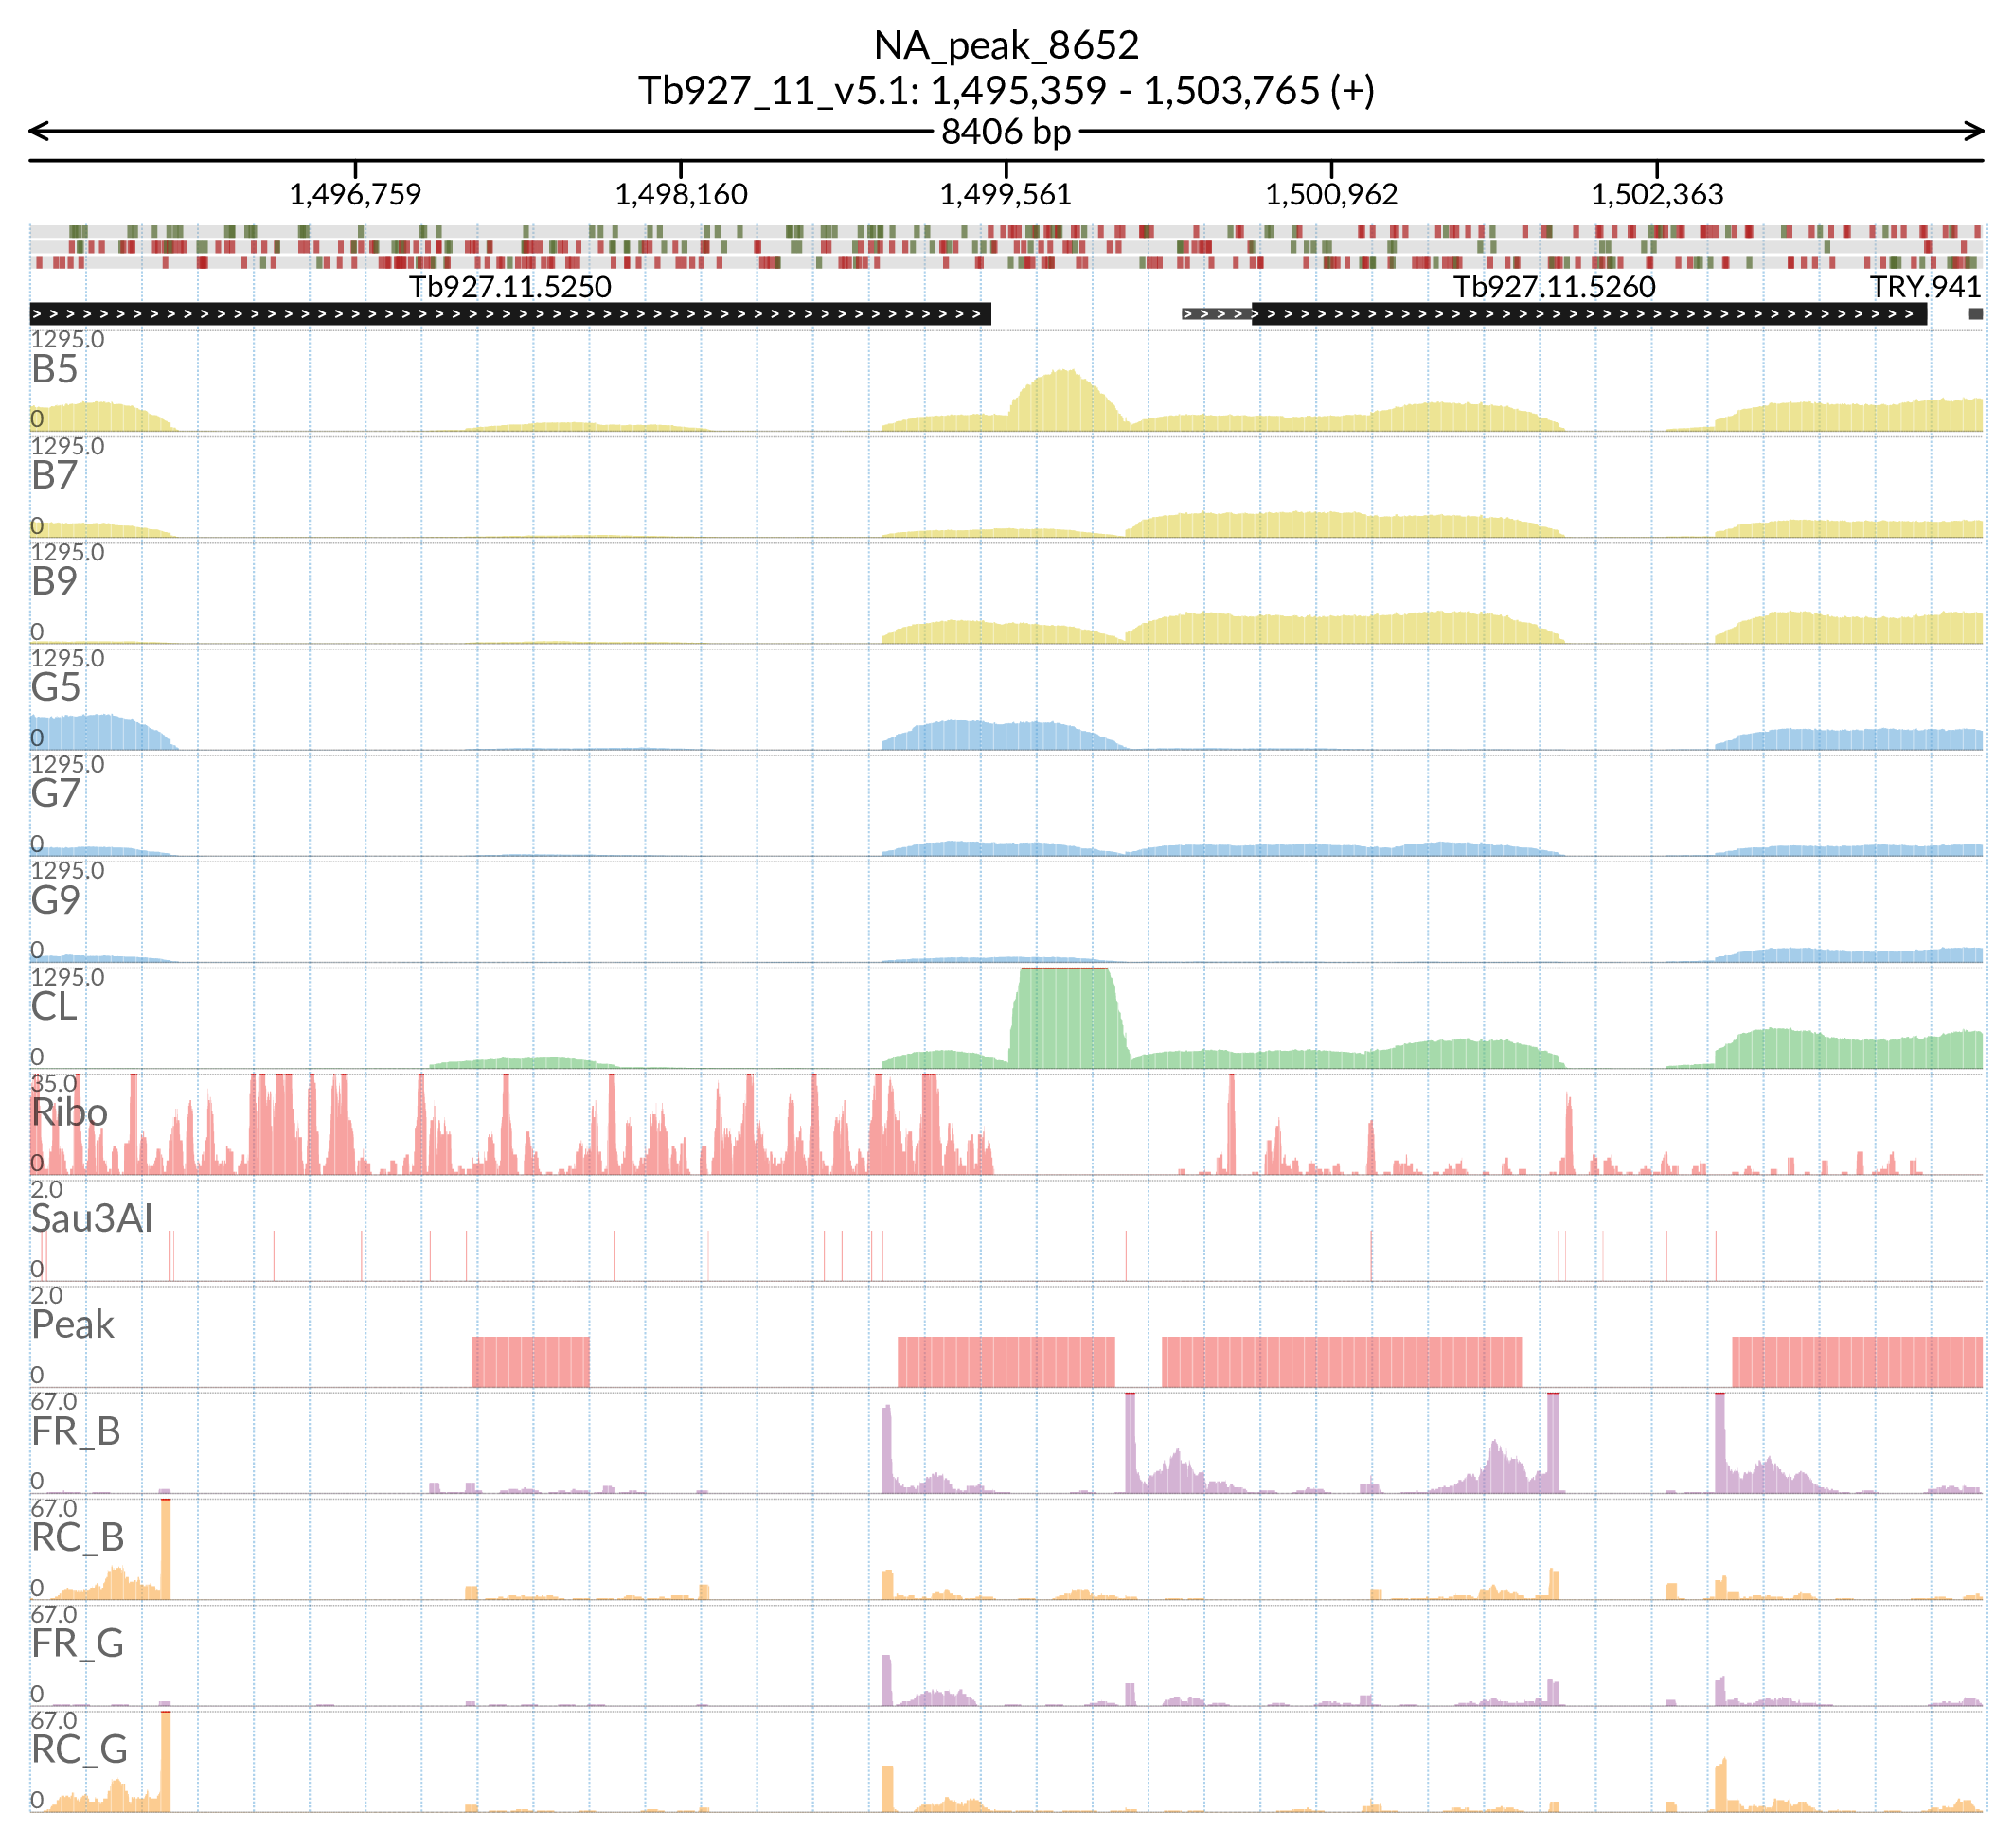 NA_peak_8652
Tb927_11_v5.1: 1,495,359 - 1,503,765 (+)
8406 bp
1,496,759 1,498,160 1,499,561 1,500,962 1,502,363
Tb927.11.5250 Tb927.11.5260 TRY.941
1295.0
B5
0
1295.0
B7
0
1295.0
B9
0
1295.0
G5
0
1295.0
G7
0
1295.0
G9
0
1295.0
CL
0
35.0
Ribo
0
2.0
Sau3AI
0
2.0
Peak
0
67.0
FR_B
0
67.0
RC_B
0
67.0
FR_G
0
67.0
RC_G
0